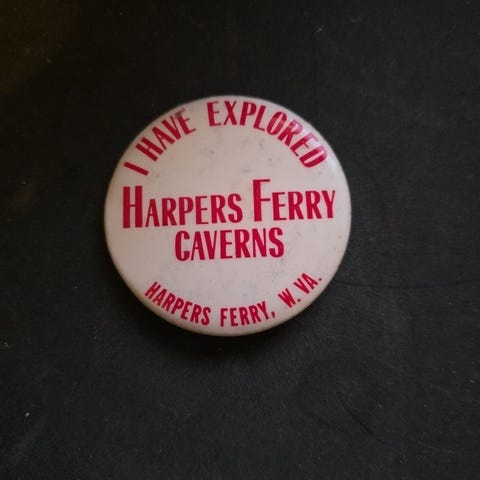 I HAVE EXPLORED
HARPERS FERRY
CAVERNS
HARPERS FERRY, W. VA.